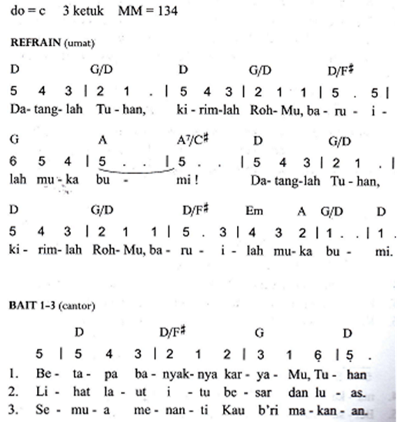 do = c 3 ketuk MM = 134
REFRAIN (umat)
D G/D D G/D D/F♯
5 4 3 | 2 1 . | 5 4 3 | 2 1 1 | 5 . 5 |
Da- tang- lah Tu - han, ki - rim-lah Roh- Mu, ba - ru - i -
G A A⁷/C♯ D G/D
6 5 4 | 5 . . | 5 . . | 5 4 3 | 2 1 . |
lah mu - ka bu - mi ! Da- tang-lah Tu - han,
D G/D D/F♯ Em A G/D D
5 4 3 | 2 1 1 | 5 . 3 | 4 3 2 | 1 . . | 1 .
ki - rim- lah Roh- Mu, ba - ru - i - lah mu- ka bu - mi.
BAIT 1-3 (cantor)
D D/F♯ G D
5 | 5 4 3 | 2 1 2 | 3 1 6̣ | 5̣ .
1. Be - ta - pa ba - nyak- nya kar - ya - Mu, Tu - han
2. Li - hat la - ut i - tu be - sar dan lu - as.
3. Se - mu - a me - nan - ti Kau b'ri ma - kan - an.